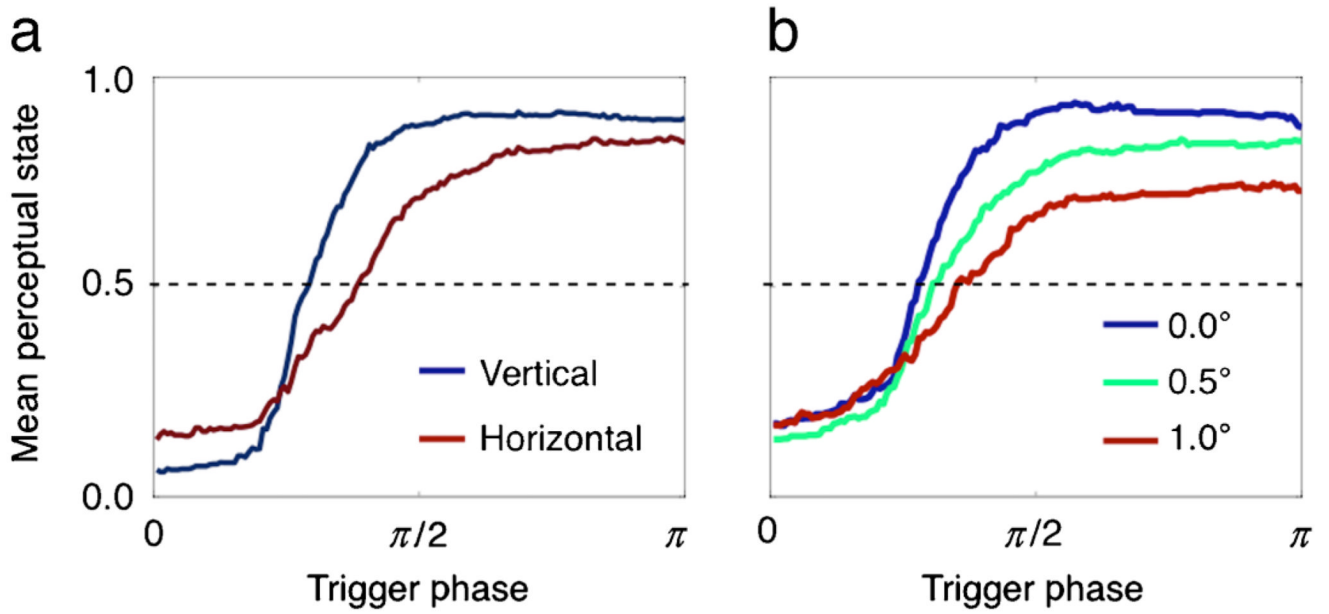 a
b
Mean perceptual state
1.0
0.5
0.0
Vertical
Horizontal
0.0°
0.5°
1.0°
0
π/2
π
0
π/2
π
Trigger phase
Trigger phase